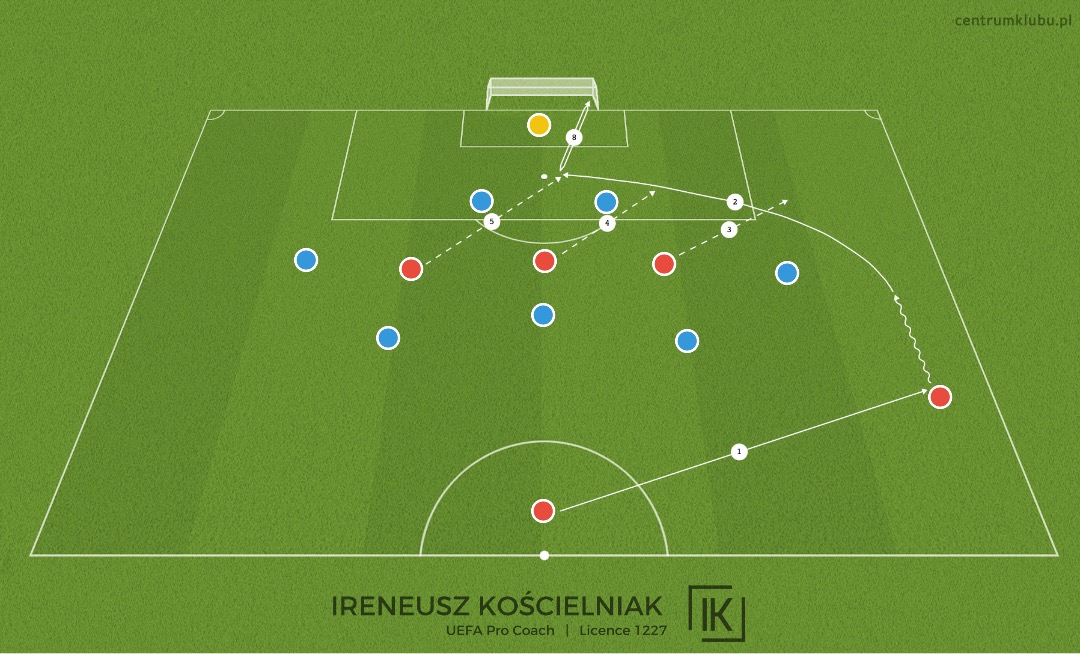 centrumklubu.pl
8
2
5
4
3
1
IRENEUSZ KOŚCIELNIAK
IK
UEFA Pro Coach | Licence 1227